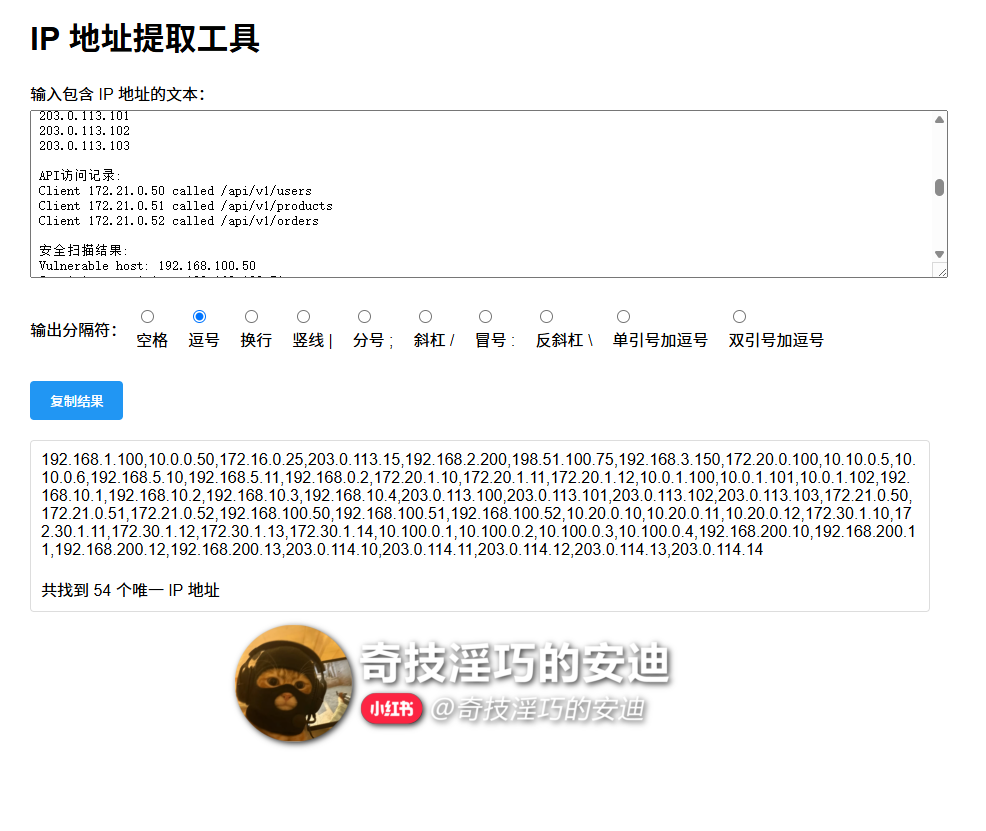 IP 地址提取工具
输入包含 IP 地址的文本：
203.0.113.101
203.0.113.102
203.0.113.103
API访问记录:
Client 172.21.0.50 called /api/v1/users
Client 172.21.0.51 called /api/v1/products
Client 172.21.0.52 called /api/v1/orders
安全扫描结果:
Vulnerable host: 192.168.100.50
输出分隔符：
空格 逗号 换行 竖线 | 分号 ; 斜杠 / 冒号 : 反斜杠 \ 单引号加逗号 双引号加逗号
复制结果
192.168.1.100,10.0.0.50,172.16.0.25,203.0.113.15,192.168.2.200,198.51.100.75,192.168.3.150,172.20.0.100,10.10.0.5,10.
10.0.6,192.168.5.10,192.168.5.11,192.168.0.2,172.20.1.10,172.20.1.11,172.20.1.12,10.0.1.100,10.0.1.101,10.0.1.102,192.
168.10.1,192.168.10.2,192.168.10.3,192.168.10.4,203.0.113.100,203.0.113.101,203.0.113.102,203.0.113.103,172.21.0.50,
172.21.0.51,172.21.0.52,192.168.100.50,192.168.100.51,192.168.100.52,10.20.0.10,10.20.0.11,10.20.0.12,172.30.1.10,17
2.30.1.11,172.30.1.12,172.30.1.13,172.30.1.14,10.100.0.1,10.100.0.2,10.100.0.3,10.100.0.4,192.168.200.10,192.168.200.1
1,192.168.200.12,192.168.200.13,203.0.114.10,203.0.114.11,203.0.114.12,203.0.114.13,203.0.114.14
共找到 54 个唯一 IP 地址
奇技淫巧的安迪
小红书 @奇技淫巧的安迪